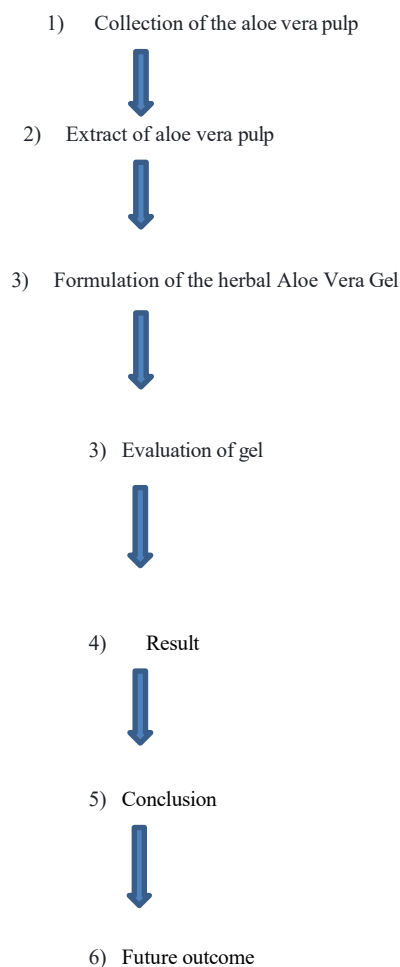 1) Collection of the aloe vera pulp
2) Extract of aloe vera pulp
3) Formulation of the herbal Aloe Vera Gel
3) Evaluation of gel
4) Result
5) Conclusion
6) Future outcome